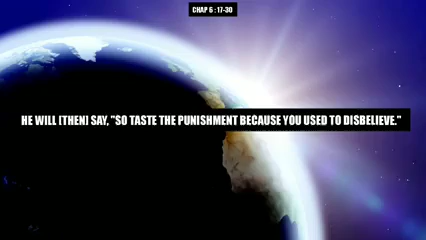 CHAP 6 : 17-30
HE WILL [THEN] SAY, "SO TASTE THE PUNISHMENT BECAUSE YOU USED TO DISBELIEVE."